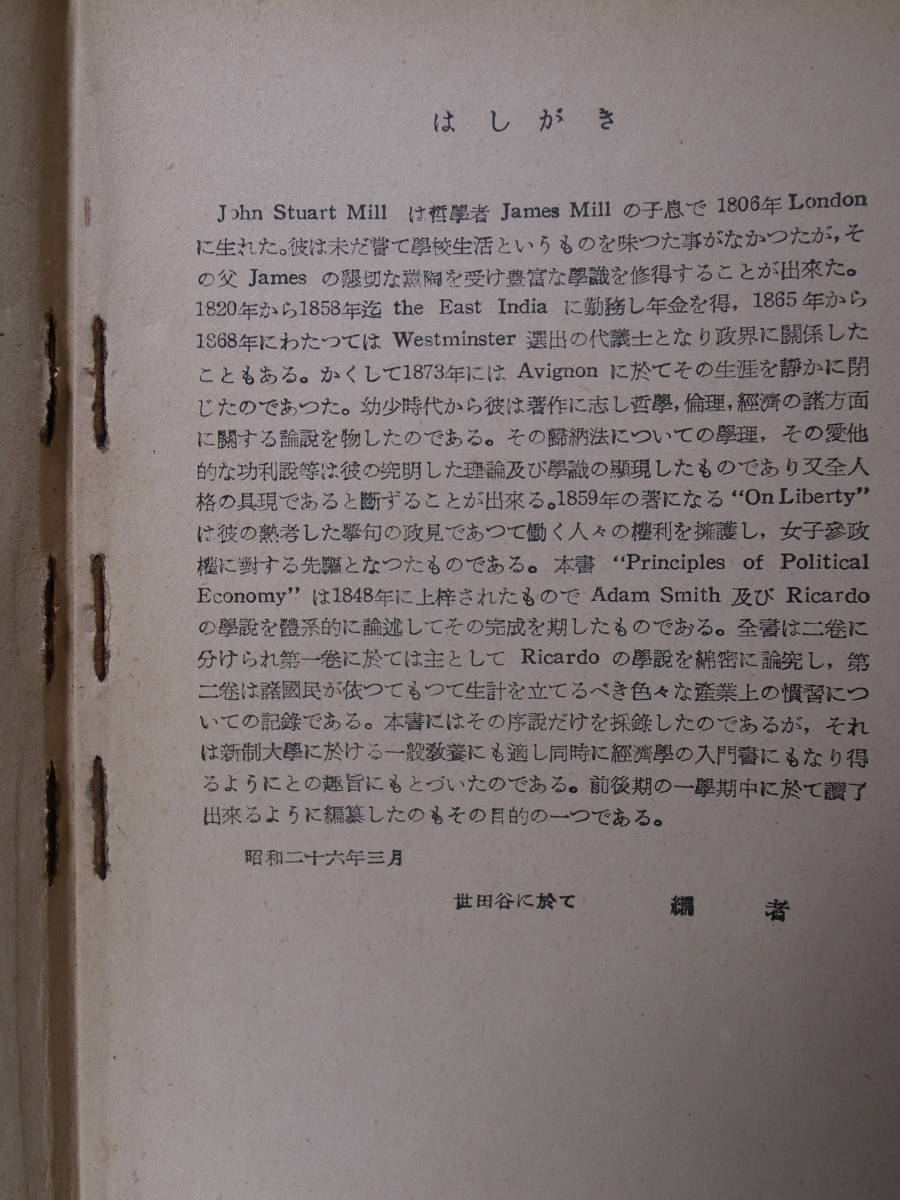 はしがき
John Stuart Mill は哲學者 James Mill の子息で 1806年 London
に生れた。彼は未だ嘗て學校生活というものを味つた事がなかつたが，そ
の父 James の懇切な薫陶を受け豊富な學識を修得することが出來た。
1820年から1858年迄 the East India に勤務し年金を得，1865年から
1868年にわたつては Westminster 選出の代議士となり政界に關係した
こともある。かくして1873年には Avignon に於てその生涯を靜かに閉
じたのであつた。幼少時代から彼は著作に志し哲學，倫理，經濟の諸方面
に關する論説を物したのである。その歸納法についての學理，その愛他
的な功利説等は彼の究明した理論及び學識の顯現したものであり又全人
格の具現であると斷ずることが出來る。1859年の著になる “On Liberty”
は彼の熟考した擧句の政見であつて働く人々の權利を擁護し，女子參政
權に對する先驅となつたものである。本書 “Principles of Political
Economy” は1848年に上梓されたもので Adam Smith 及び Ricardo
の學説を體系的に論述してその完成を期したものである。全書は二卷に
分けられ第一卷に於ては主として Ricardo の學説を綿密に論究し，第
二卷は諸國民が依つてもつて生計を立てるべき色々な產業上の慣習につ
いての記錄である。本書にはその序説だけを採錄したのであるが，それ
は新制大學に於ける一般敎養にも適し同時に經濟學の入門書にもなり得
るようにとの趣旨にもとづいたのである。前後期の一學期中に於て讀了
出來るように編纂したのもその目的の一つである。
昭和二十六年三月
世田谷に於て 編者